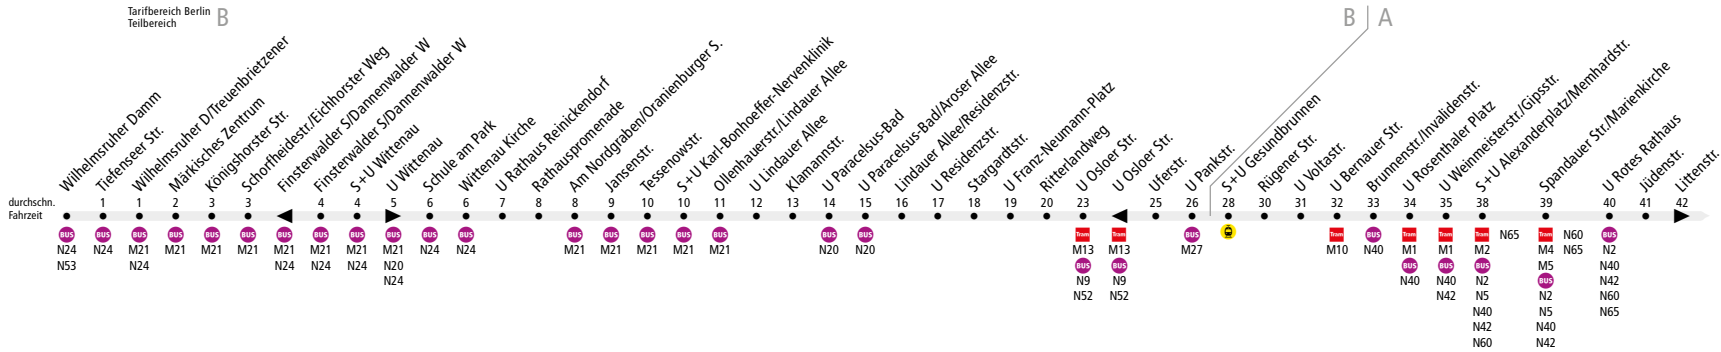 Tarifbereich Berlin B
Teilbereich
B A
Wilhelmsruher Damm
Tiefenseer Str.
Wilhelmsruher D/Treuenbrietzener
Märkisches Zentrum
Königshorster Str.
Schorfheidestr./Eichhorster Weg
Finsterwalder S/Dannenwalder W
Finsterwalder S/Dannenwalder W
S+U Wittenau
U Wittenau
Schule am Park
Wittenau Kirche
U Rathaus Reinickendorf
Rathauspromenade
Am Nordgraben/Oranienburger S.
Jansenstr.
Tessenowstr.
S+U Karl-Bonhoeffer-Nervenklinik
Ollenhauerstr./Lindauer Allee
U Lindauer Allee
Klamannstr.
U Paracelsus-Bad
U Paracelsus-Bad/Aroser Allee
Lindauer Allee/Residenzstr.
U Residenzstr.
Stargardtstr.
U Franz-Neumann-Platz
Ritterlandweg
U Osloer Str.
U Osloer Str.
Uferstr.
U Pankstr.
S+U Gesundbrunnen
Rügener Str.
U Voltastr.
U Bernauer Str.
Brunnenstr./Invalidenstr.
U Rosenthaler Platz
U Weinmeisterstr./Gipsstr.
S+U Alexanderplatz/Memhardstr.
Spandauer Str./Marienkirche
U Rotes Rathaus
Jüdenstr.
Littenstr.
durchschn. 1 1 2 3 3 4 4 5 6 6 7 8 8 9 10 10 11 12 13 14 15 16 17 18 19 20 23 25 26 28 30 31 32 33 34 35 38 39 40 41 42
Fahrzeit
BUS BUS BUS BUS BUS BUS BUS BUS BUS BUS BUS BUS BUS BUS BUS BUS BUS BUS BUS Tram Tram BUS Tram BUS Tram Tram Tram N65 Tram N60 BUS
N24 N24 M21 M21 M21 M21 M21 M21 M21 M21 N24 N24 M21 M21 M21 M21 M21 N20 N20 M13 M13 M27 M10 N40 M1 M1 M2 M4 N65 N2
N53 N24 N24 N24 N24 N20 BUS BUS BUS BUS BUS M5 N40
N24 N9 N9 N40 N40 N2 BUS N42
N52 N52 N42 N5 N2 N60
N40 N5 N65
N42 N40
N60 N42